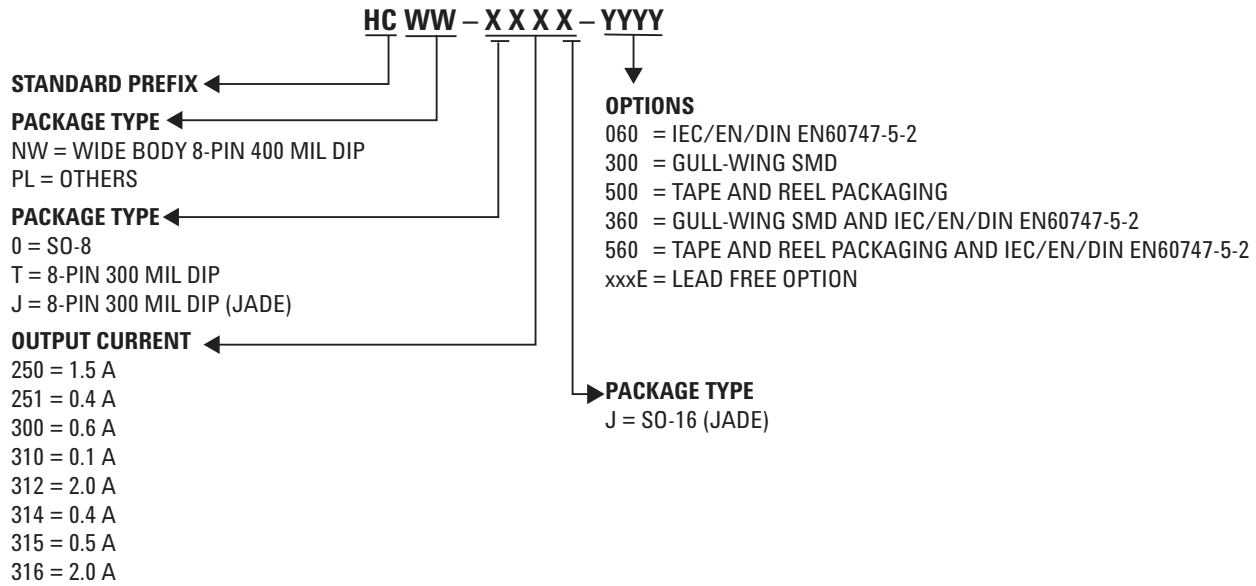 HC WW – X X X X – YYYY
STANDARD PREFIX
PACKAGE TYPE
NW = WIDE BODY 8-PIN 400 MIL DIP
PL = OTHERS
PACKAGE TYPE
0 = SO-8
T = 8-PIN 300 MIL DIP
J = 8-PIN 300 MIL DIP (JADE)
OUTPUT CURRENT
250 = 1.5 A
251 = 0.4 A
300 = 0.6 A
310 = 0.1 A
312 = 2.0 A
314 = 0.4 A
315 = 0.5 A
316 = 2.0 A
OPTIONS
060 = IEC/EN/DIN EN60747-5-2
300 = GULL-WING SMD
500 = TAPE AND REEL PACKAGING
360 = GULL-WING SMD AND IEC/EN/DIN EN60747-5-2
560 = TAPE AND REEL PACKAGING AND IEC/EN/DIN EN60747-5-2
xxxE = LEAD FREE OPTION
PACKAGE TYPE
J = SO-16 (JADE)